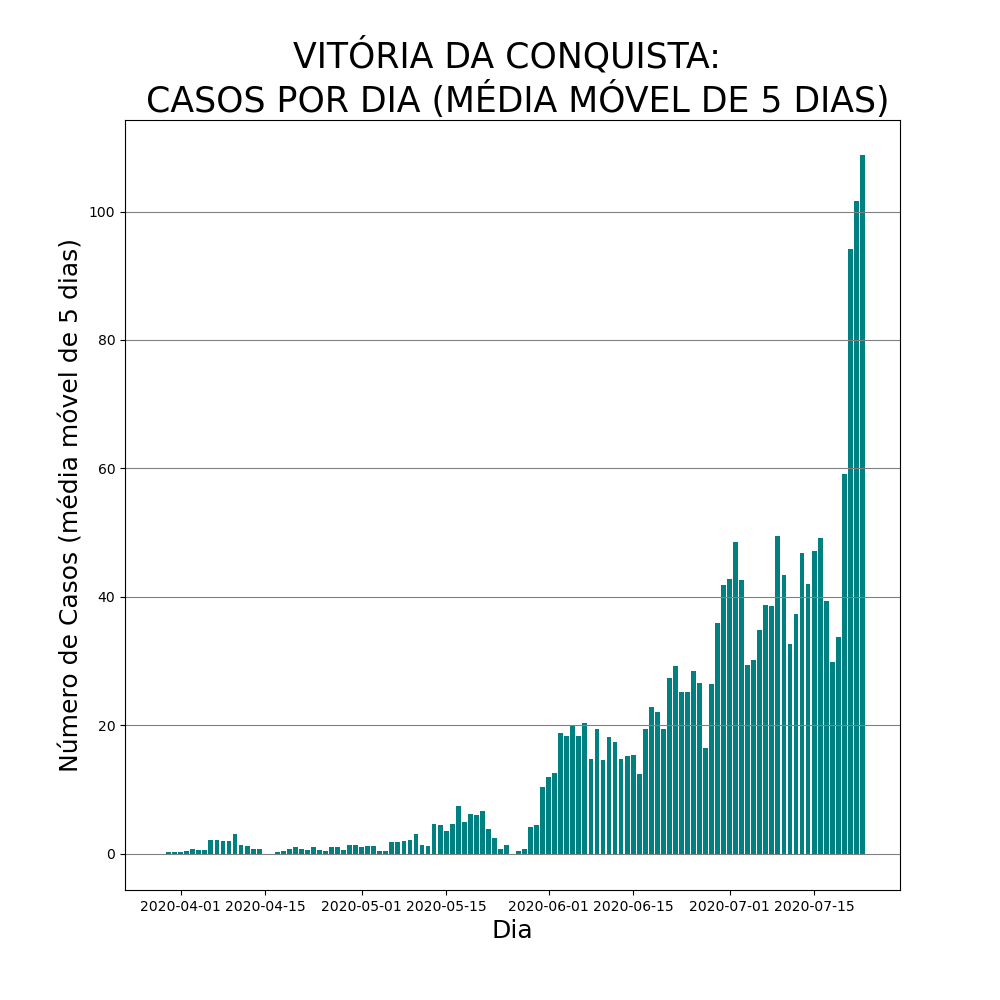 VITÓRIA DA CONQUISTA:
CASOS POR DIA (MÉDIA MÓVEL DE 5 DIAS)
Número de Casos (média móvel de 5 dias)
100
80
60
40
20
0
2020-04-01 2020-04-15 2020-05-01 2020-05-15 2020-06-01 2020-06-15 2020-07-01 2020-07-15
Dia